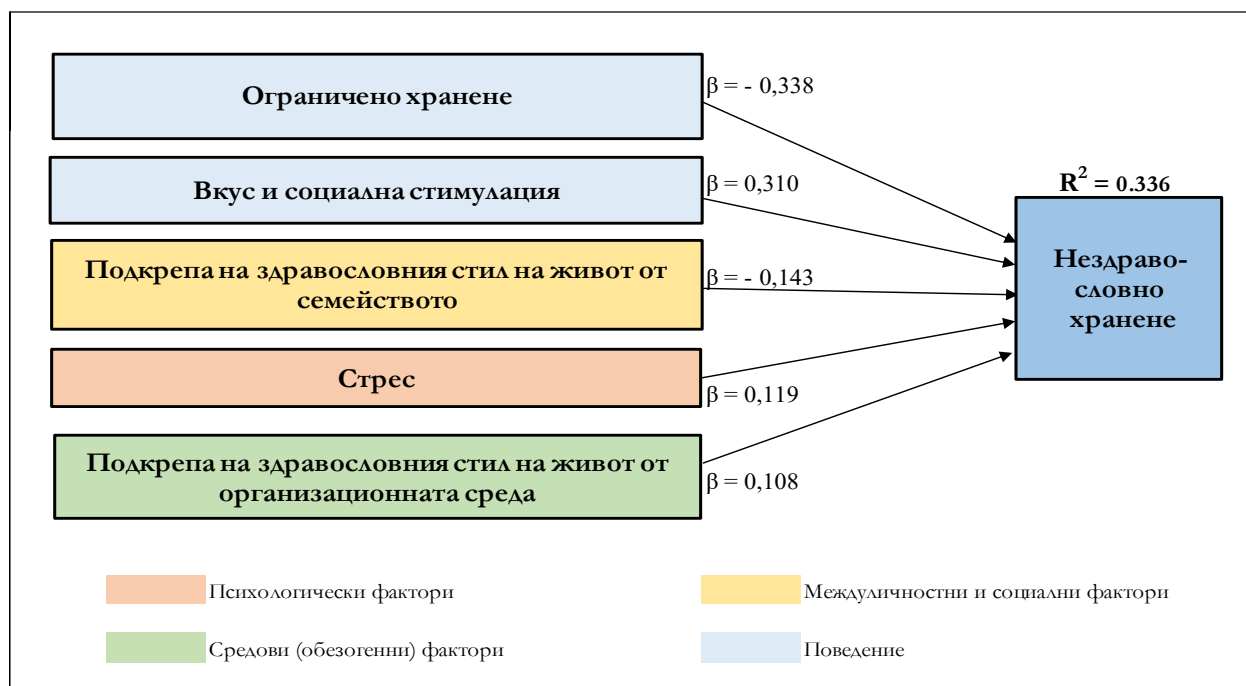 Ограничено хранене
β = - 0,338
Вкус и социална стимулация
β = 0,310
R² = 0.336
Нездраво-
словно
хранене
Подкрепа на здравословния стил на живот от
семейството
β = - 0,143
Стрес
β = 0,119
Подкрепа на здравословния стил на живот от
организационната среда
β = 0,108
Психологически фактори
Междуличностни и социални фактори
Средови (обезогенни) фактори
Поведение